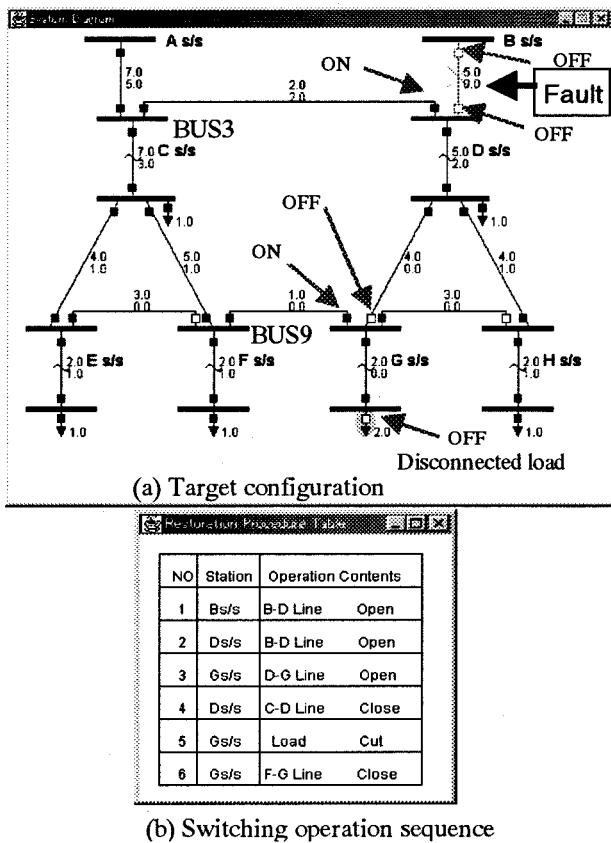 System Diagram
A s/s
B s/s
OFF
ON
7.0
5.0
2.0
2.0
5.0
9.0
Fault
OFF
BUS3
C s/s
D s/s
7.0
3.0
5.0
2.0
OFF
1.0
1.0
ON
4.0
1.0
5.0
1.0
4.0
0.0
4.0
1.0
3.0
0.0
1.0
0.0
3.0
0.0
BUS9
E s/s
F s/s
G s/s
H s/s
2.0
1.0
2.0
1.0
2.0
0.0
2.0
1.0
1.0
1.0
2.0
1.0
OFF
Disconnected load
(a) Target configuration
Restoration Procedure Table
NO Station Operation Contents
1 Bs/s B-D Line Open
2 Ds/s B-D Line Open
3 Gs/s D-G Line Open
4 Ds/s C-D Line Close
5 Gs/s Load Cut
6 Gs/s F-G Line Close
(b) Switching operation sequence